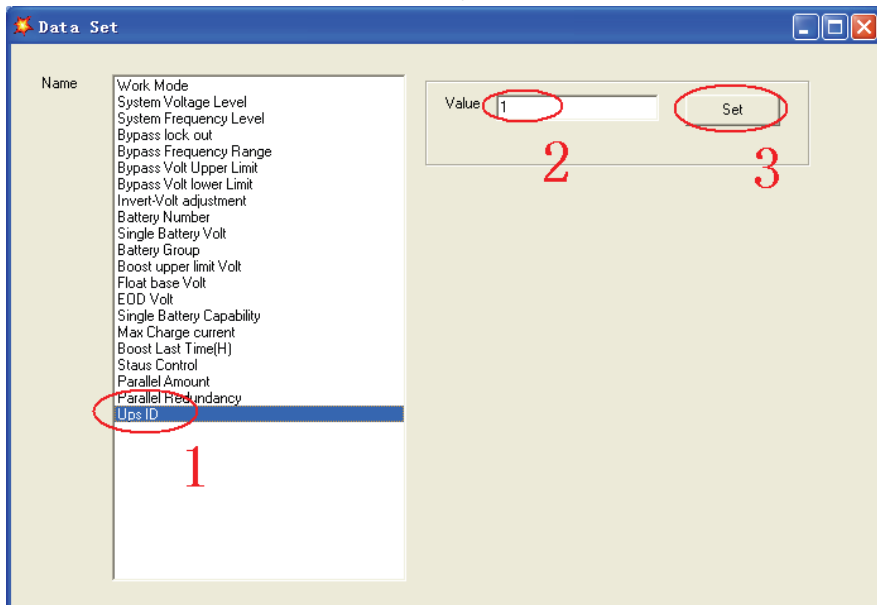 Data Set
Name
Work Mode
System Voltage Level
System Frequency Level
Bypass lock out
Bypass Frequency Range
Bypass Volt Upper Limit
Bypass Volt lower Limit
Invert-Volt adjustment
Battery Number
Single Battery Volt
Battery Group
Boost upper limit Volt
Float base Volt
EOD Volt
Single Battery Capability
Max Charge current
Boost Last Time(H)
Staus Control
Parallel Amount
Parallel Redundancy
Ups ID
1
Value 1 Set
2 3